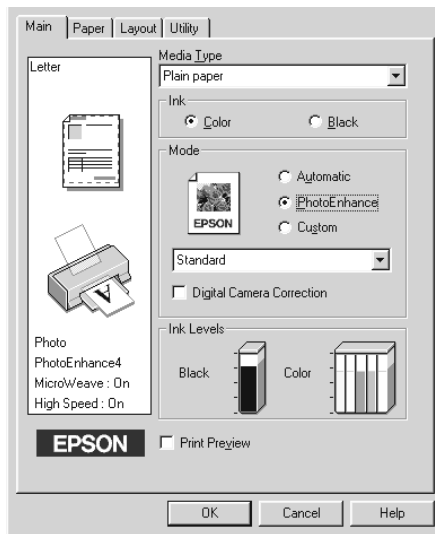 Main Paper Layout Utility
Letter
Media Type
Plain paper
Ink
Color Black
Mode
EPSON
Automatic
PhotoEnhance
Custom
Standard
Digital Camera Correction
A
Photo
PhotoEnhance4
MicroWeave : On
High Speed : On
Ink Levels
Black Color
EPSON
Print Preview
OK Cancel Help